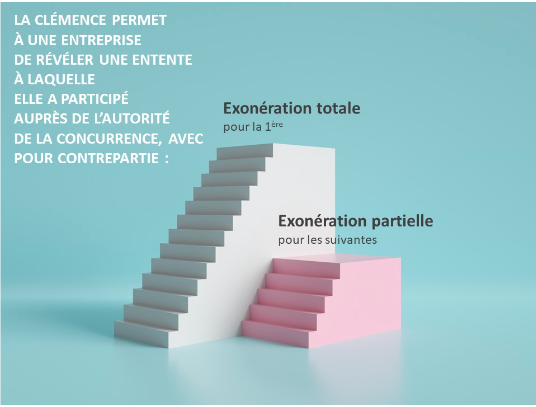 LA CLÉMENCE PERMET
À UNE ENTREPRISE
DE RÉVÉLER UNE ENTENTE
À LAQUELLE
ELLE A PARTICIPÉ
AUPRÈS DE L'AUTORITÉ
DE LA CONCURRENCE, AVEC
POUR CONTREPARTIE :
Exonération totale
pour la 1ère
Exonération partielle
pour les suivantes